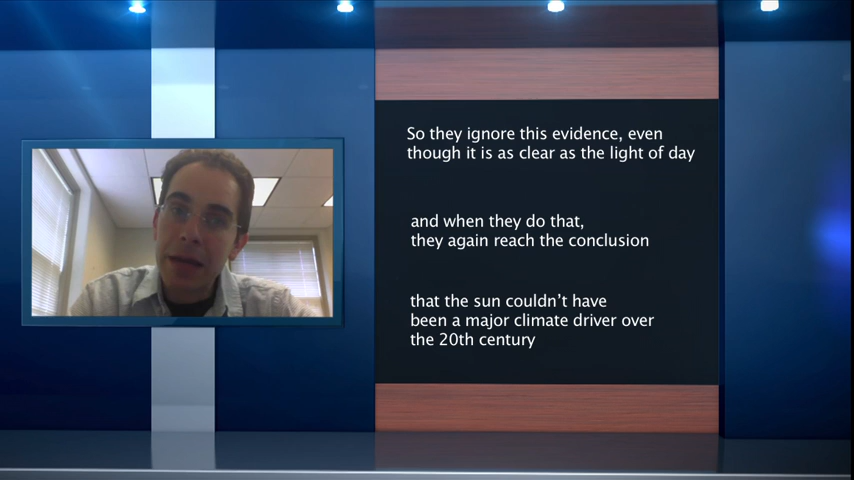 So they ignore this evidence, even
though it is as clear as the light of day
and when they do that,
they again reach the conclusion
that the sun couldn't have
been a major climate driver over
the 20th century